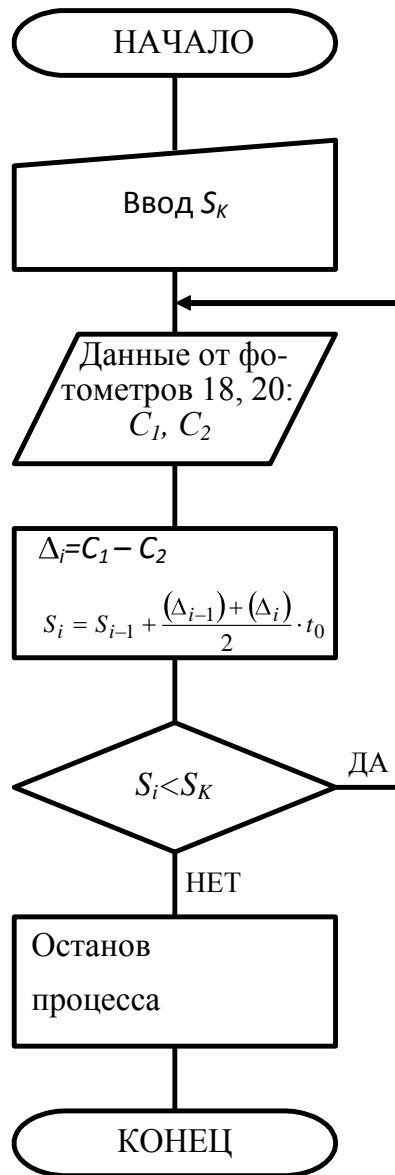 НАЧАЛО
Ввод S_K
Данные от фо-
тометров 18, 20:
C_1, C_2
Δ_i=C_1 – C_2
S_i = S_{i-1} + \frac{(Δ_{i-1}) + (Δ_i)}{2} · t_0
S_i<S_K
ДА
НЕТ
Останов
процесса
КОНЕЦ